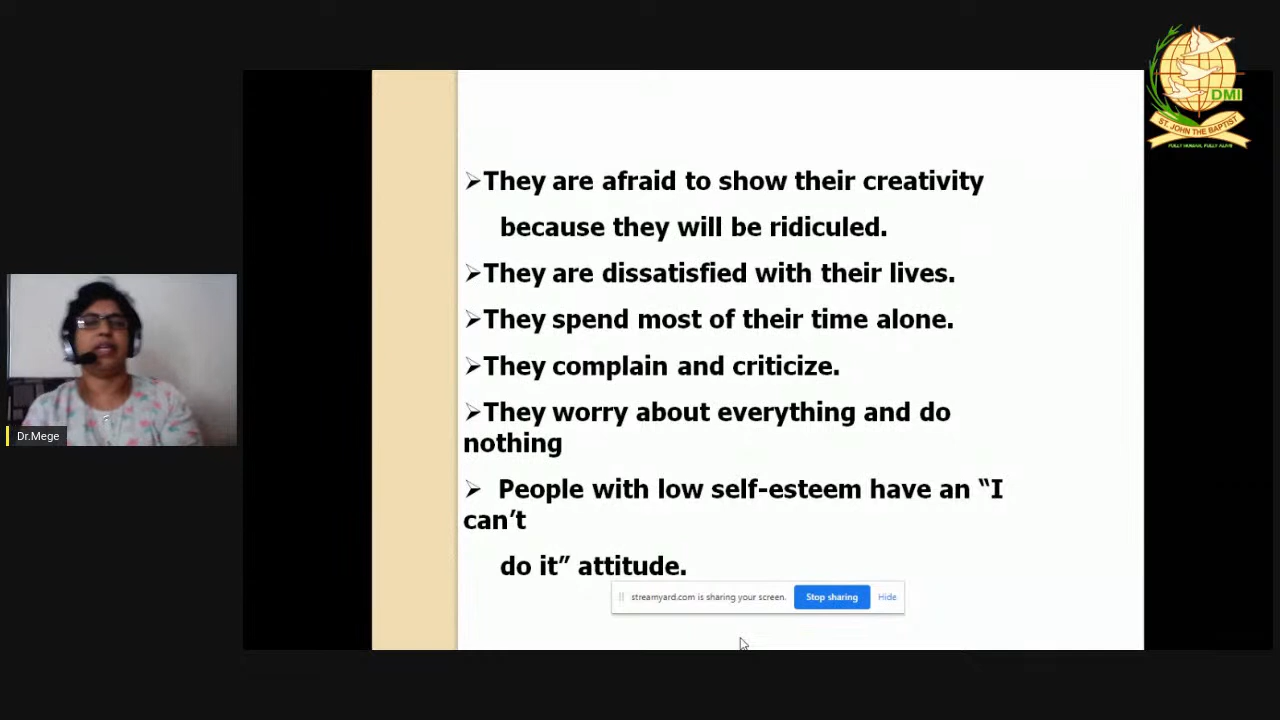 DMI
ST. JOHN THE BAPTIST
FULLY HUMAN, FULLY ALIVE
➢They are afraid to show their creativity
because they will be ridiculed.
➢They are dissatisfied with their lives.
➢They spend most of their time alone.
➢They complain and criticize.
➢They worry about everything and do
nothing
➢ People with low self-esteem have an “I
can’t
do it” attitude.
streamyard.com is sharing your screen.
Stop sharing
Hide
Dr.Mege